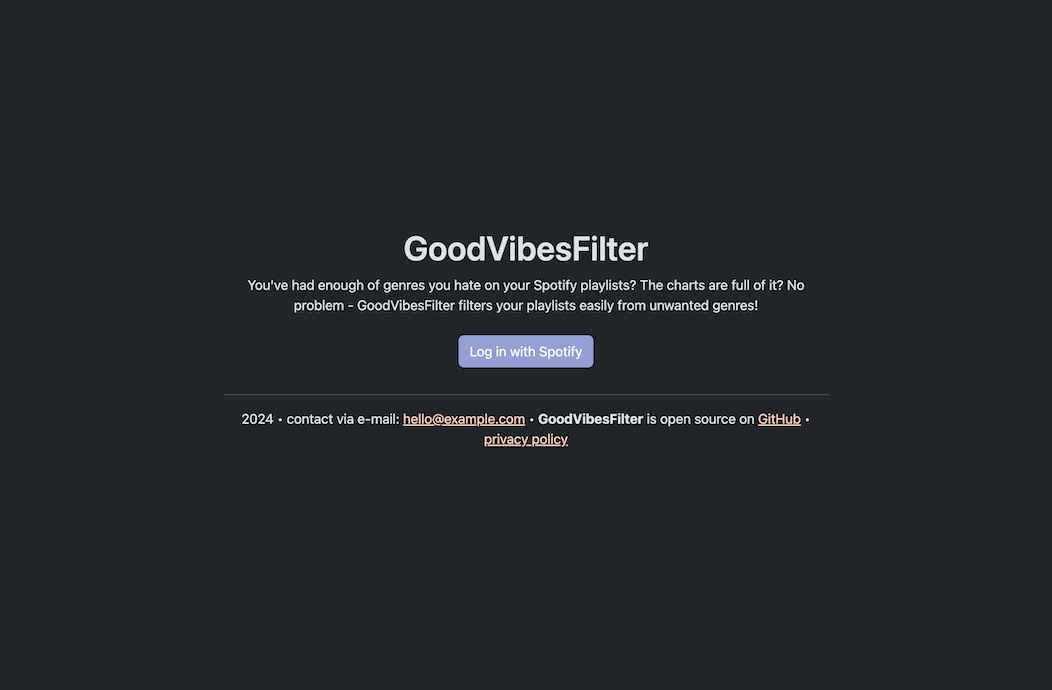 GoodVibesFilter
You've had enough of genres you hate on your Spotify playlists? The charts are full of it? No
problem - GoodVibesFilter filters your playlists easily from unwanted genres!
Log in with Spotify
2024 • contact via e-mail: hello@example.com • GoodVibesFilter is open source on GitHub •
privacy policy